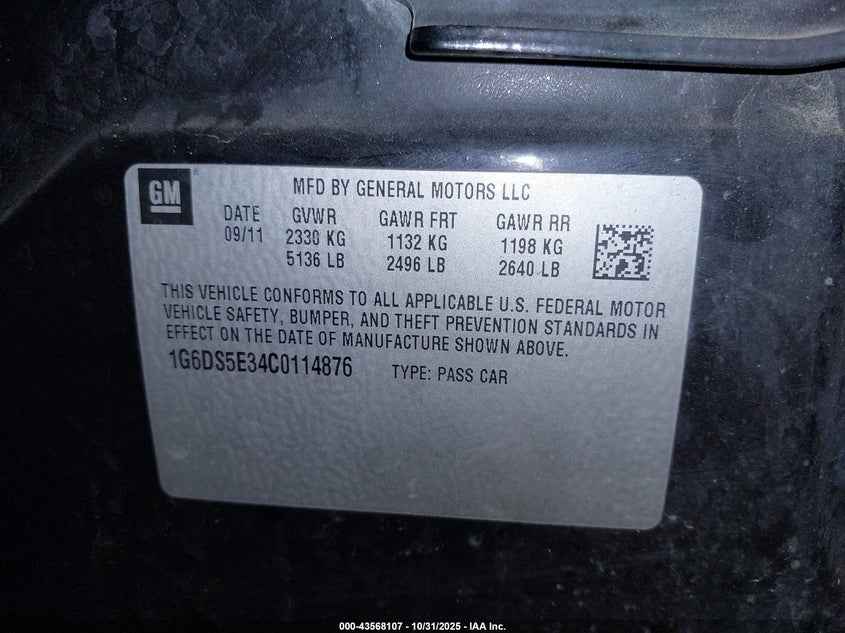 GM ®
MFD BY GENERAL MOTORS LLC
DATE GVWR GAWR FRT GAWR RR
09/11 2330 KG 1132 KG 1198 KG
5136 LB 2496 LB 2640 LB
THIS VEHICLE CONFORMS TO ALL APPLICABLE U.S. FEDERAL MOTOR
VEHICLE SAFETY, BUMPER, AND THEFT PREVENTION STANDARDS IN
EFFECT ON THE DATE OF MANUFACTURE SHOWN ABOVE.
1G6DS5E34C0114876 TYPE: PASS CAR
000-43568107 - 10/31/2025 - IAA Inc.